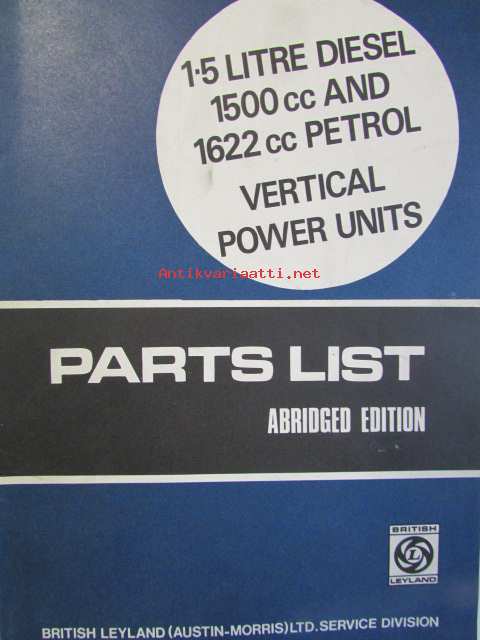 1·5 LITRE DIESEL
1500 cc AND
1622 cc PETROL
VERTICAL
POWER UNITS
Antikvariaatti.net
PARTS LIST
ABRIDGED EDITION
BRITISH
L
LEYLAND
BRITISH LEYLAND (AUSTIN-MORRIS) LTD. SERVICE DIVISION